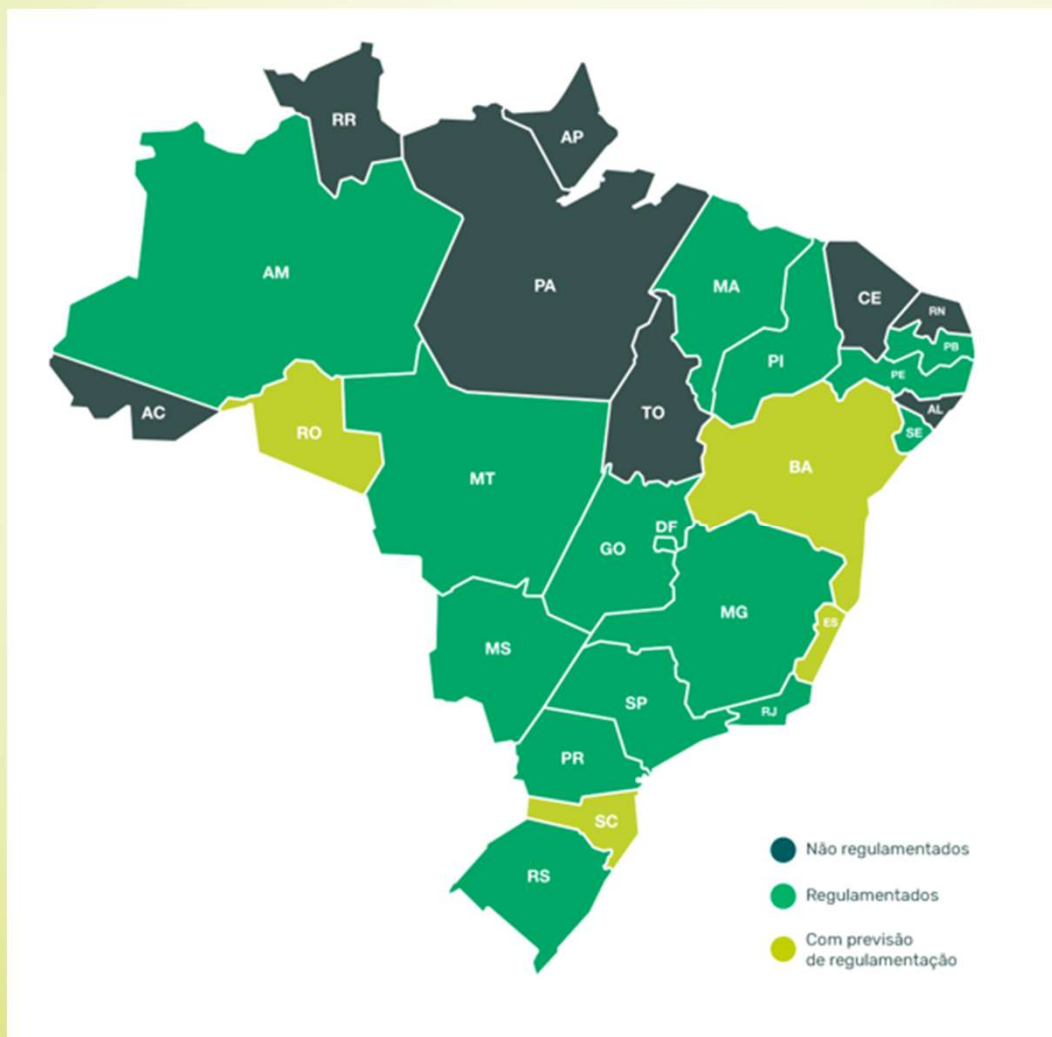 RR
AP
AM
PA
MA
CE
RN
PB
PI
PE
AC
TO
AL
RO
SE
BA
MT
DF
GO
MG
ES
MS
SP
RJ
PR
SC
RS
Não regulamentados
Regulamentados
Com previsão
de regulamentação